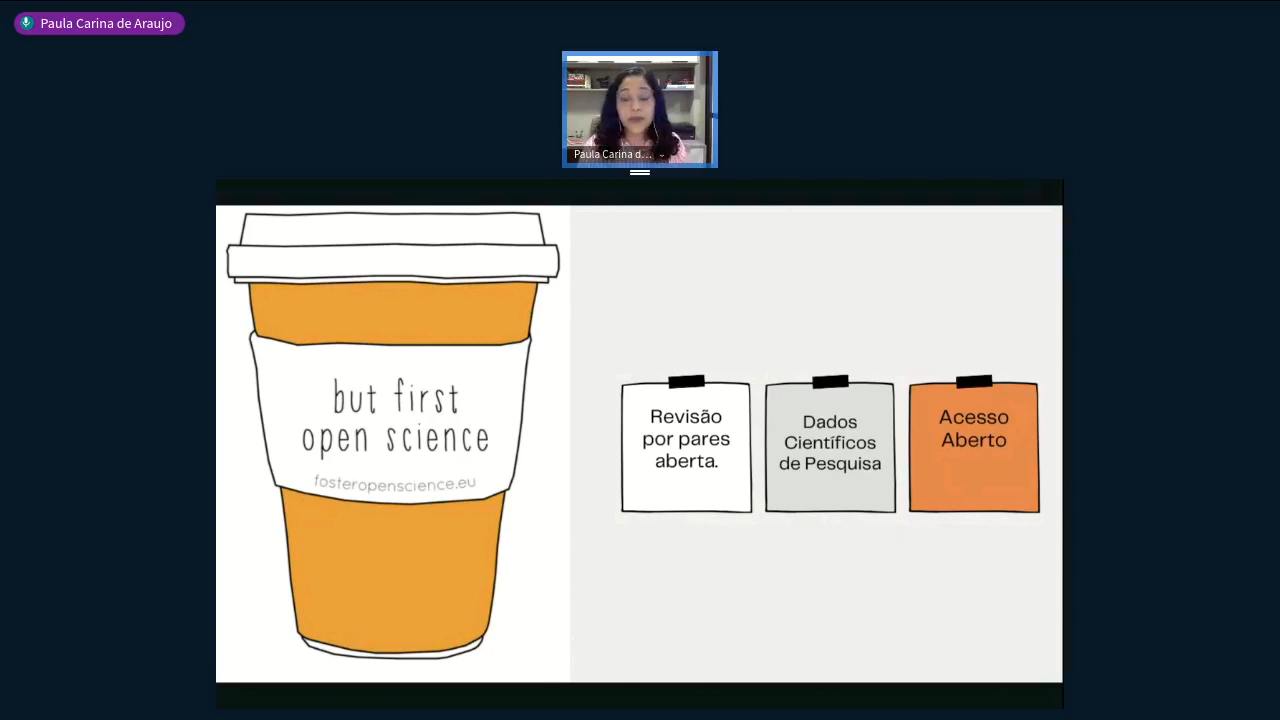 Paula Carina de Araujo
Paula Carina d...
but first
open science
fosteropenscience.eu
Revisão
por pares
aberta.
Dados
Científicos
de Pesquisa
Acesso
Aberto